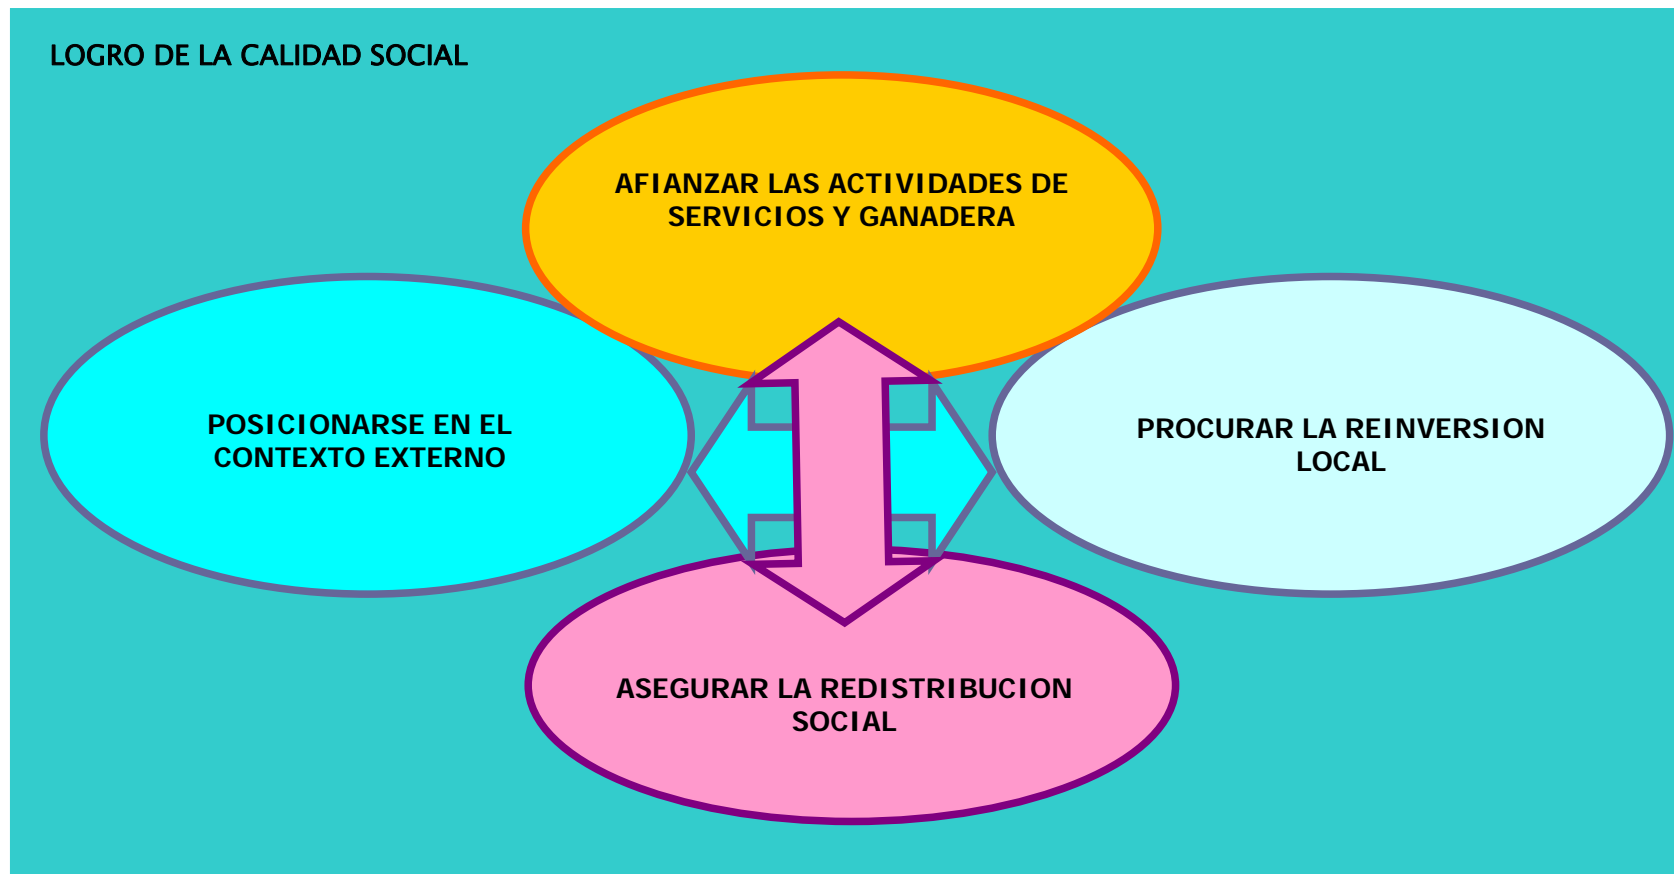 LOGRO DE LA CALIDAD SOCIAL
AFIANZAR LAS ACTIVIDADES DE
SERVICIOS Y GANADERA
POSICIONARSE EN EL
CONTEXTO EXTERNO
PROCURAR LA REINVERSION
LOCAL
ASEGURAR LA REDISTRIBUCION
SOCIAL